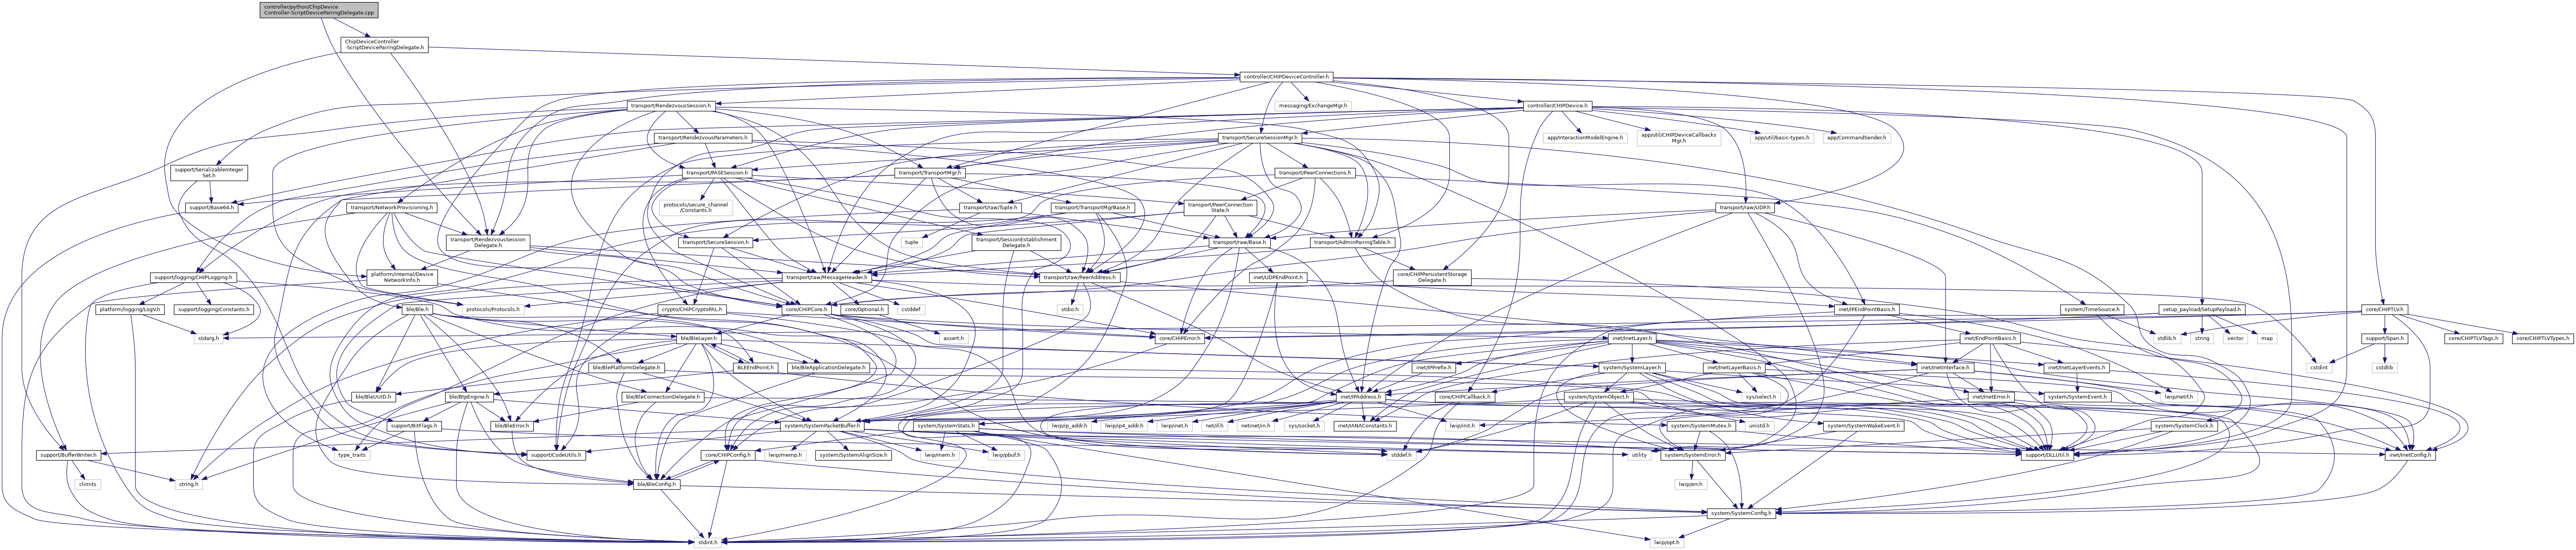 controller/python/ChipDevice
Controller-ScriptDevicePairingDelegate.cpp
ChipDeviceController
-ScriptDevicePairingDelegate.h
controller/CHIPDeviceController.h
transport/RendezvousSession.h
messaging/ExchangeMgr.h
controller/CHIPDevice.h
transport/RendezvousParameters.h
transport/SecureSessionMgr.h
app/InteractionModelEngine.h
app/util/CHIPDeviceCallbacks
Mgr.h
app/util/basic-types.h
app/CommandSender.h
support/SerializableInteger
Set.h
transport/PASESession.h
transport/TransportMgr.h
transport/PeerConnections.h
support/Base64.h
transport/NetworkProvisioning.h
protocols/secure_channel
/Constants.h
transport/raw/Tuple.h
transport/TransportMgrBase.h
transport/PeerConnection
State.h
transport/raw/UDP.h
transport/RendezvousSession
Delegate.h
transport/SecureSession.h
tuple
transport/SessionEstablishment
Delegate.h
transport/raw/Base.h
transport/AdminPairingTable.h
support/logging/CHIPLogging.h
platform/internal/Device
NetworkInfo.h
transport/raw/MessageHeader.h
transport/raw/PeerAddress.h
inet/UDPEndPoint.h
core/CHIPPersistentStorage
Delegate.h
platform/logging/LogV.h
support/logging/Constants.h
protocols/Protocols.h
ble/Ble.h
crypto/CHIPCryptoPAL.h
core/CHIPCore.h
core/Optional.h
cstddef
stdio.h
inet/IPEndPointBasis.h
system/TimeSource.h
setup_payload/SetupPayload.h
core/CHIPTLV.h
stdarg.h
ble/BleLayer.h
assert.h
core/CHIPError.h
inet/InetLayer.h
inet/EndPointBasis.h
stdlib.h
string
vector
map
support/Span.h
core/CHIPTLVTags.h
core/CHIPTLVTypes.h
ble/BlePlatformDelegate.h
BLEEndPoint.h
ble/BleApplicationDelegate.h
inet/IPPrefix.h
system/SystemLayer.h
inet/InetLayerBasis.h
inet/InetInterface.h
inet/InetLayerEvents.h
cstdint
cstdlib
ble/BleUUID.h
ble/BtpEngine.h
ble/BleConnectionDelegate.h
inet/IPAddress.h
core/CHIPCallback.h
system/SystemObject.h
sys/select.h
inet/InetError.h
system/SystemEvent.h
lwip/netif.h
support/BitFlags.h
ble/BleError.h
system/SystemPacketBuffer.h
system/SystemStats.h
lwip/ip_addr.h
lwip/ip4_addr.h
lwip/inet.h
net/if.h
netinet/in.h
sys/socket.h
inet/IANAConstants.h
lwip/init.h
system/SystemMutex.h
unistd.h
system/SystemWakeEvent.h
system/SystemClock.h
support/BufferWriter.h
type_traits
support/CodeUtils.h
core/CHIPConfig.h
lwip/memp.h
system/SystemAlignSize.h
lwip/mem.h
lwip/pbuf.h
stddef.h
utility
system/SystemError.h
support/DLLUtil.h
inet/InetConfig.h
climits
string.h
ble/BleConfig.h
lwip/err.h
system/SystemConfig.h
stdint.h
lwip/opt.h